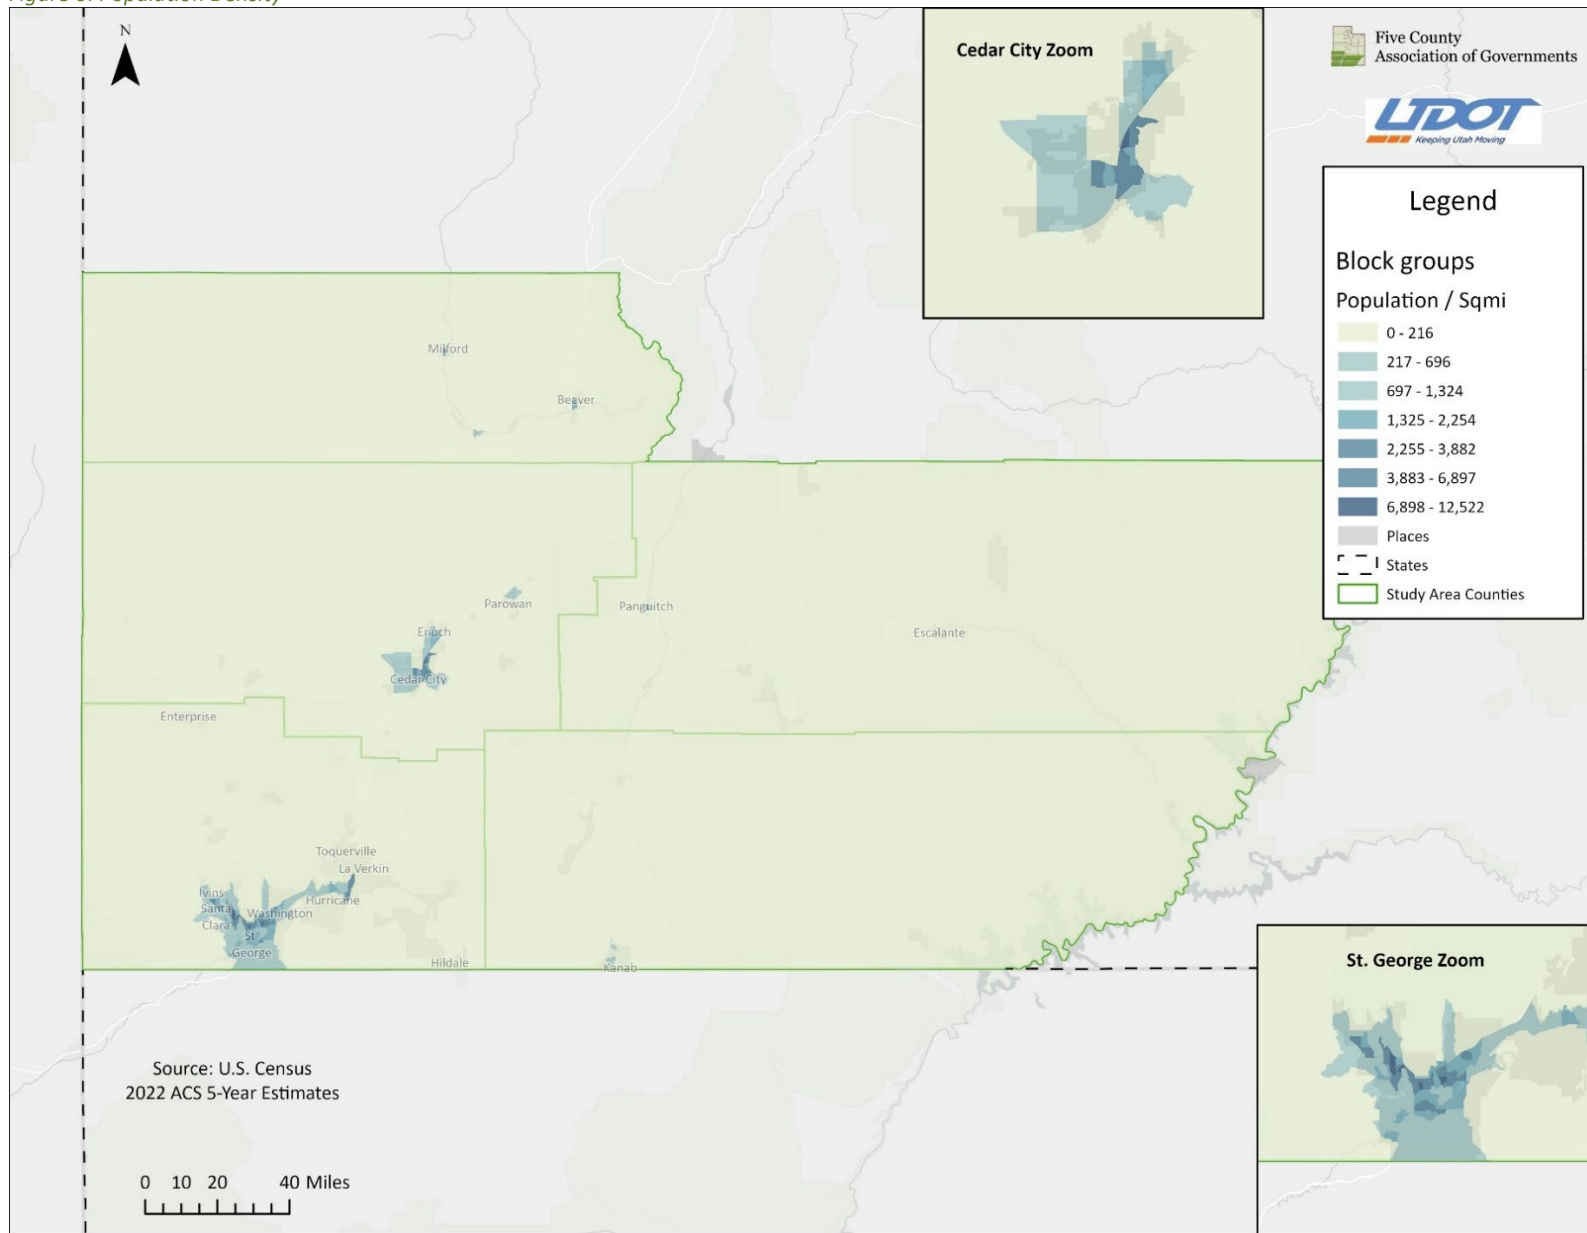 Figure 3. Population Density
N
Cedar City Zoom
Five County
Association of Governments
UDOT
Keeping Utah Moving
Legend
Block groups
Population / Sqmi
0 - 216
217 - 696
697 - 1,324
1,325 - 2,254
2,255 - 3,882
3,883 - 6,897
6,898 - 12,522
Places
States
Study Area Counties
Milford
Beaver
Parowan
Panguitch
Enoch
Escalante
Cedar City
Enterprise
Toquerville
La Verkin
Ivins
Hurricane
Santa
Clara
Washington
St.
George
Hildale
Kanab
St. George Zoom
Source: U.S. Census
2022 ACS 5-Year Estimates
0 10 20 40 Miles